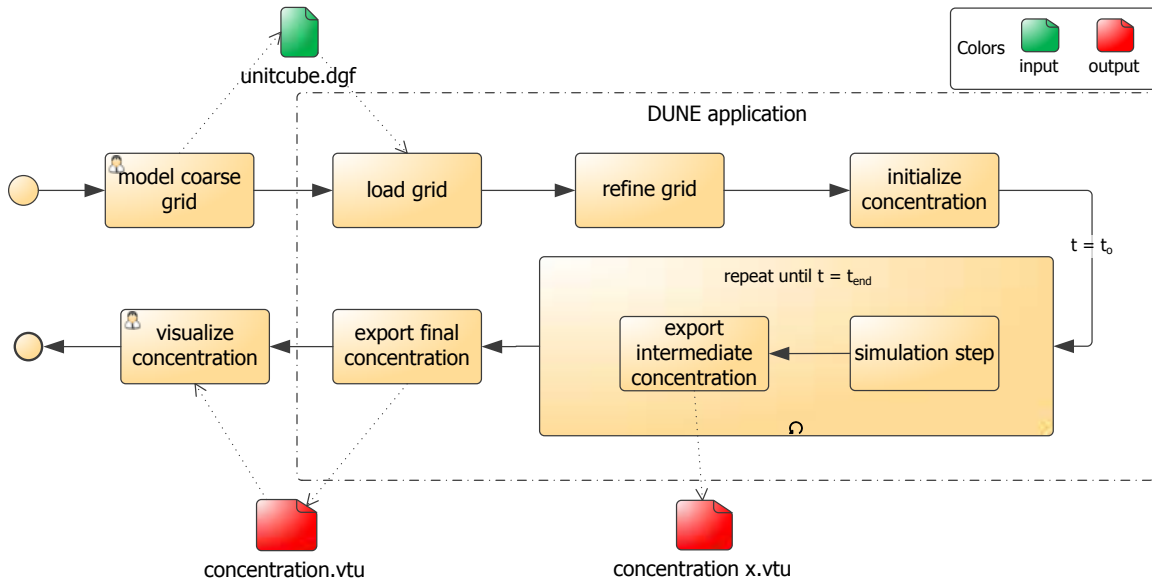 unitcube.dgf
Colors
input
output
DUNE application
model coarse
grid
load grid
refine grid
initialize
concentration
t = to
repeat until t = tend
visualize
concentration
export final
concentration
export
intermediate
concentration
simulation step
concentration.vtu
concentration x.vtu